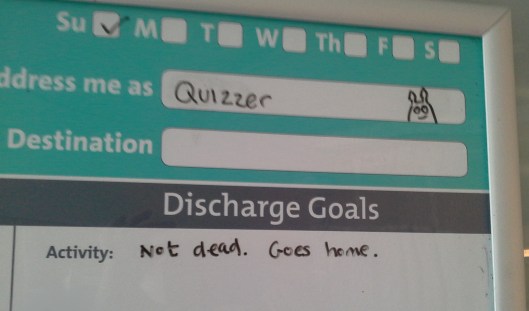 Su M T W Th F S
ddress me as Quizzer
Destination
Discharge Goals
Activity: Not dead. Goes home.